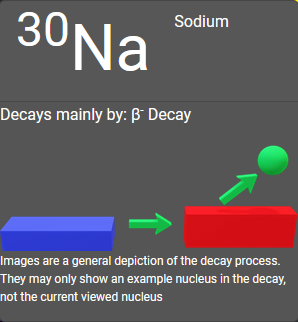 ³⁰Na
Sodium
Decays mainly by: β⁻ Decay
Images are a general depiction of the decay process.
They may only show an example nucleus in the decay,
not the current viewed nucleus